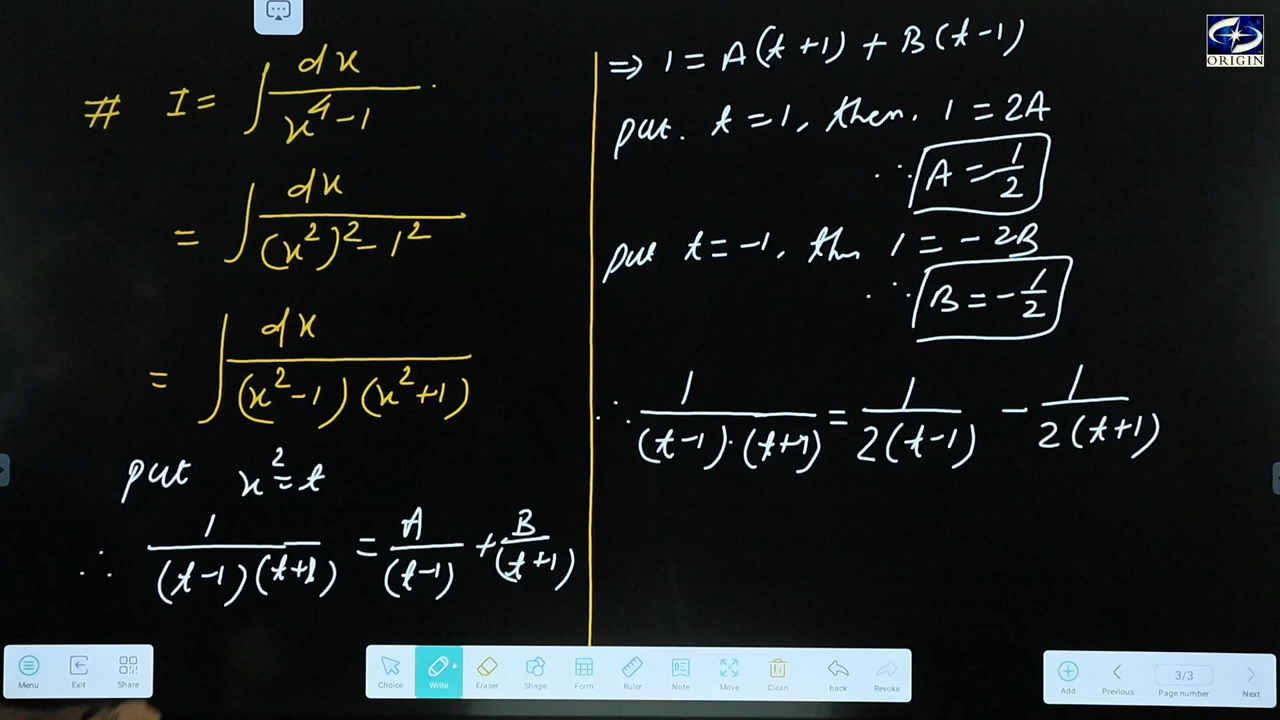 # I = ∫ dx / x⁴-1
= ∫ dx / (x²)² - 1²
= ∫ dx / (x²-1) (x²+1)
put x² = t
∴ 1 / (t-1)(t+1) = A / (t-1) + B / (t+1)
⇒ 1 = A(t+1) + B(t-1)
put. t = 1, then. 1 = 2A
∴ A = 1/2
put t = -1, then 1 = - 2B
∴ B = - 1/2
∴ 1 / (t-1)·(t+1) = 1 / 2(t-1) - 1 / 2(t+1)
ORIGIN
Menu Exit Share
Choice Write Eraser Shape Form Ruler Note Move Clean back Revoke
Add Previous 3/3 Page number Next